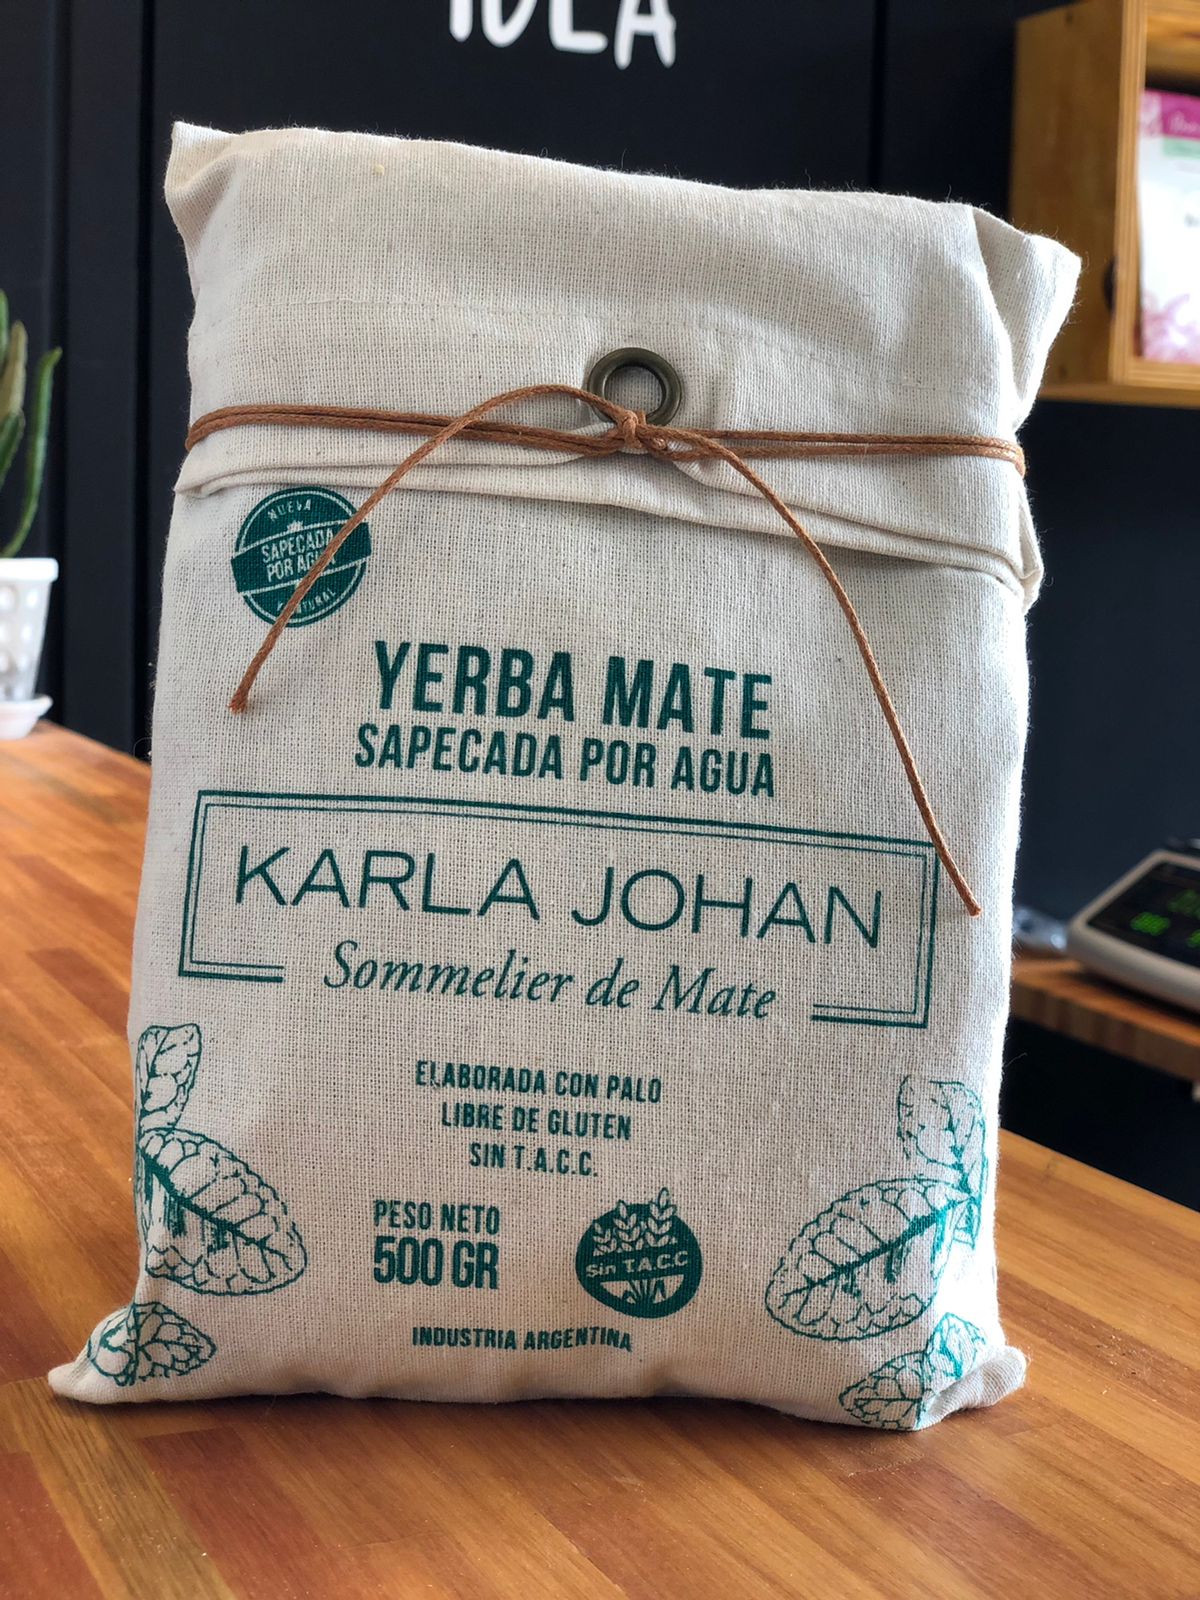 NUEVA
SAPECADA
POR AGUA
NATURAL
YERBA MATE
SAPECADA POR AGUA
KARLA JOHAN
Sommelier de Mate
ELABORADA CON PALO
LIBRE DE GLUTEN
SIN T.A.C.C.
PESO NETO
500 GR
Sin T.A.C.C
INDUSTRIA ARGENTINA